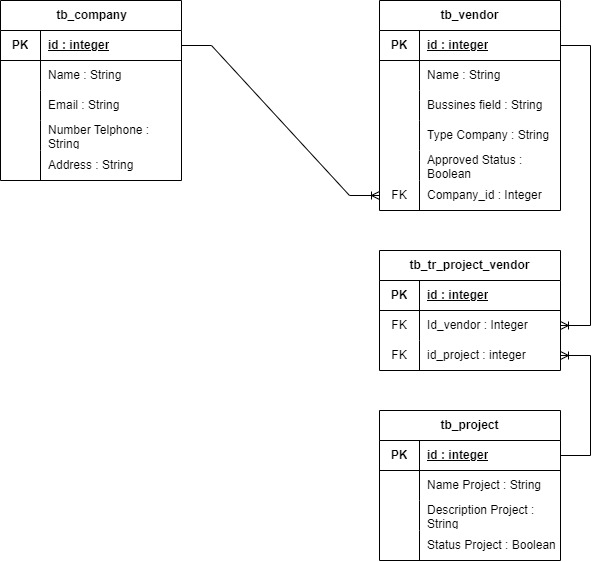 tb_company
PK id : integer
Name : String
Email : String
Number Telphone :
String
Address : String
tb_vendor
PK id : integer
Name : String
Bussines field : String
Type Company : String
Approved Status :
Boolean
FK Company_id : Integer
tb_tr_project_vendor
PK id : integer
FK Id_vendor : Integer
FK id_project : integer
tb_project
PK id : integer
Name Project : String
Description Project :
String
Status Project : Boolean